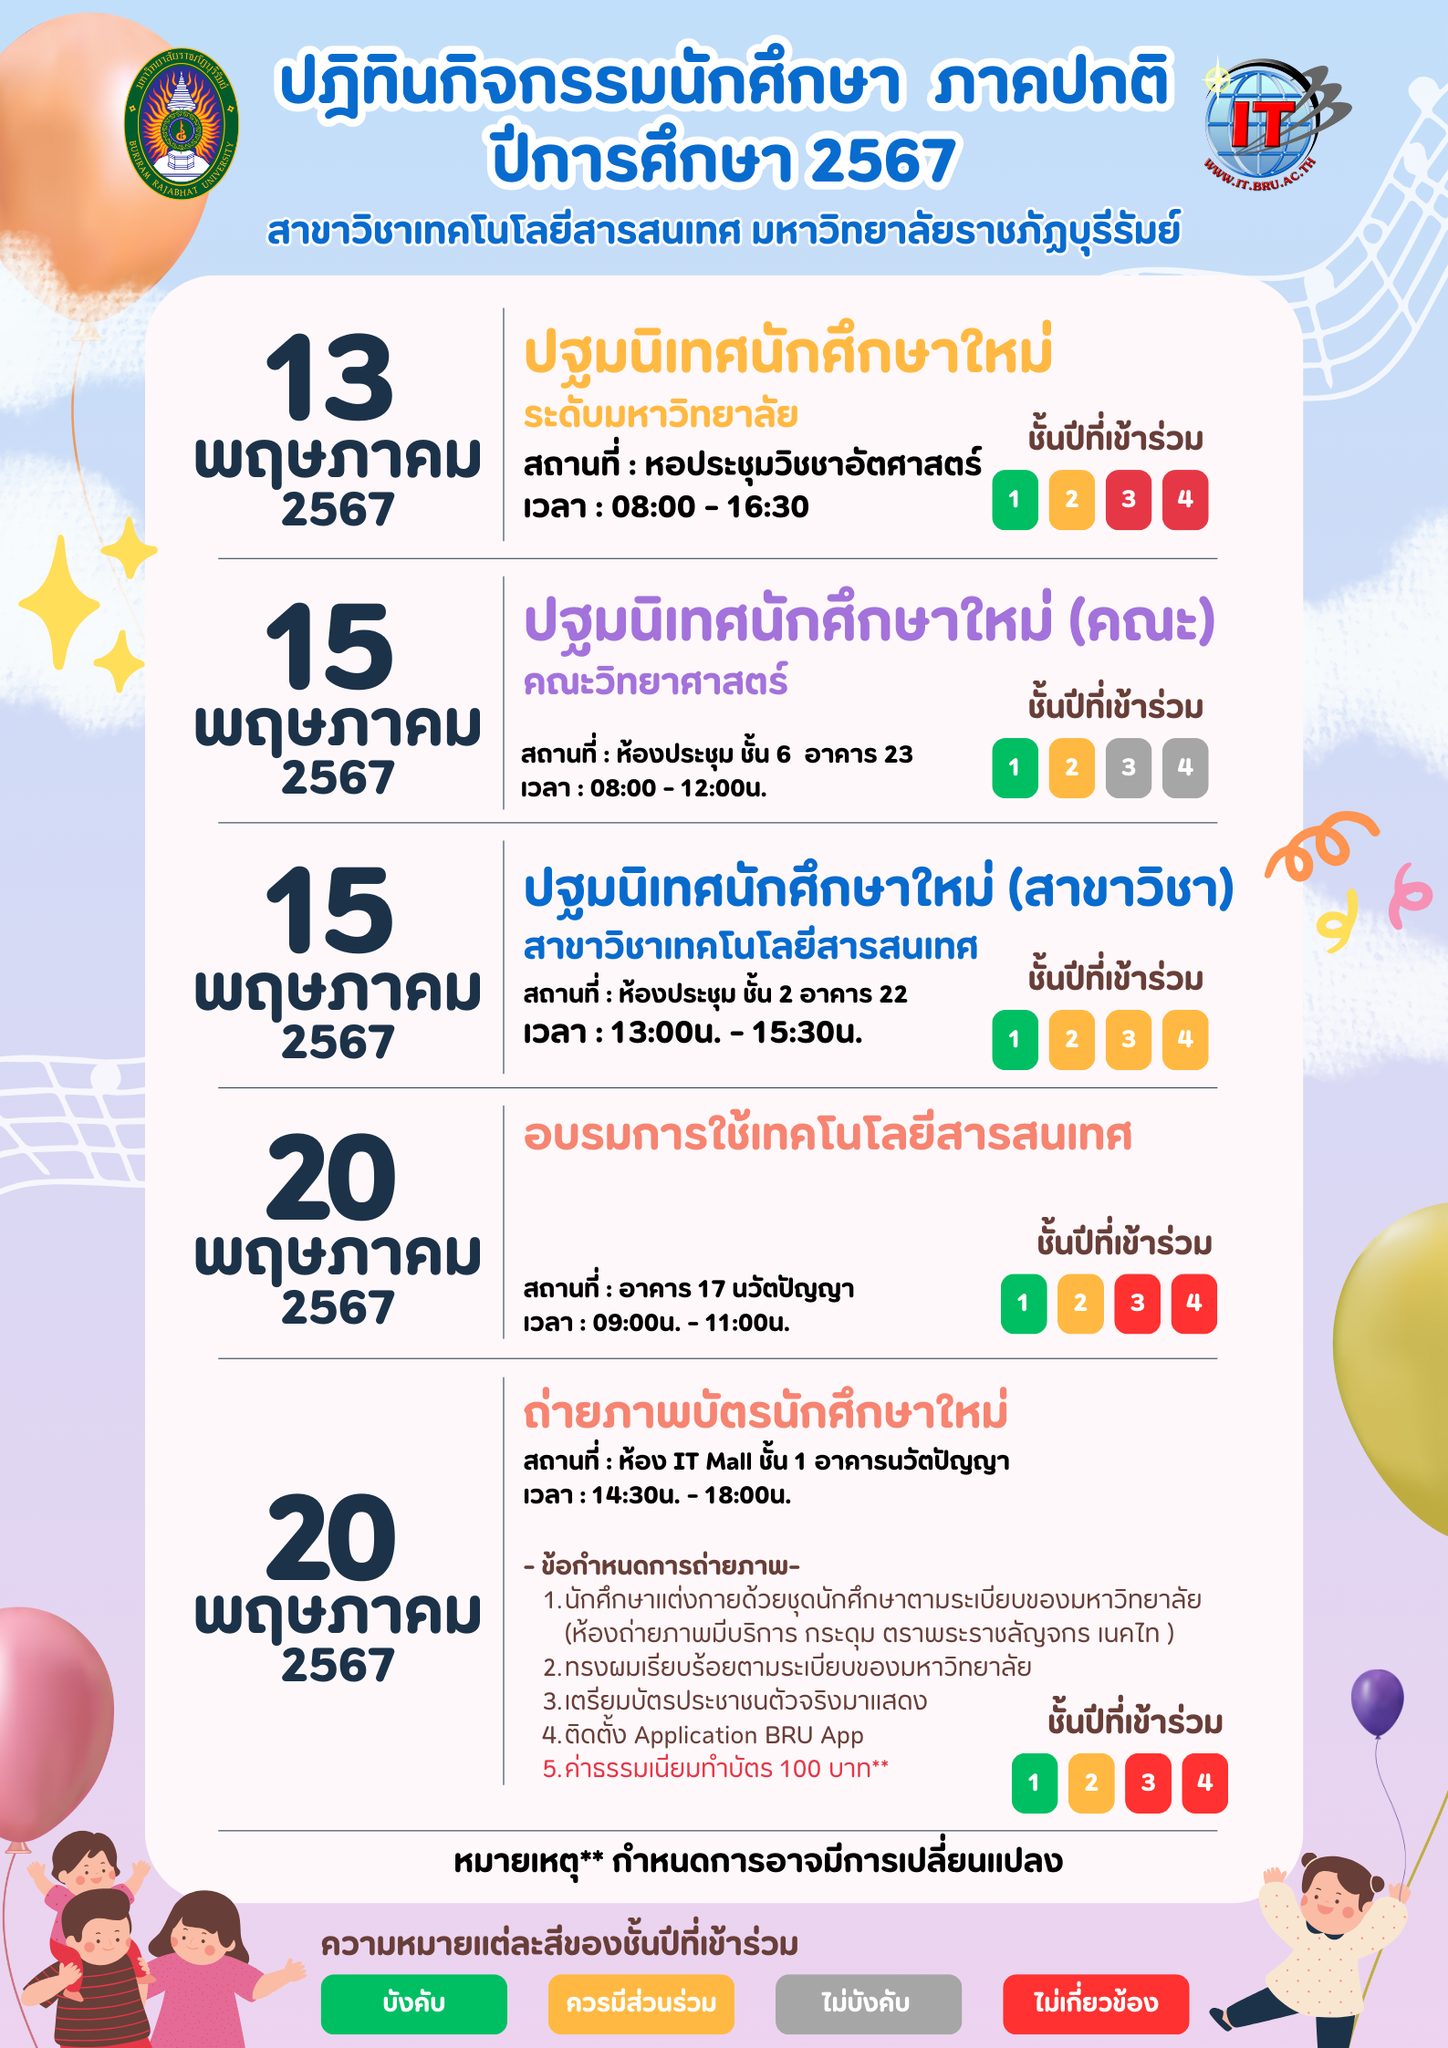 ปฎิทินกิจกรรมนักศึกษา ภาคปกติ
ปีการศึกษา 2567
สาขาวิชาเทคโนโลยีสารสนเทศ มหาวิทยาลัยราชภัฏบุรีรัมย์
มหาวิทยาลัยราชภัฏบุรีรัมย์
BURIRAM RAJABHAT UNIVERSITY
IT
WWW.IT.BRU.AC.TH
13
พฤษภาคม
2567
ปฐมนิเทศนักศึกษาใหม่
ระดับมหาวิทยาลัย
สถานที่ : หอประชุมวิชชาอัตศาสตร์
เวลา : 08:00 - 16:30
ชั้นปีที่เข้าร่วม
1 2 3 4
15
พฤษภาคม
2567
ปฐมนิเทศนักศึกษาใหม่ (คณะ)
คณะวิทยาศาสตร์
สถานที่ : ห้องประชุม ชั้น 6 อาคาร 23
เวลา : 08:00 - 12:00น.
ชั้นปีที่เข้าร่วม
1 2 3 4
15
พฤษภาคม
2567
ปฐมนิเทศนักศึกษาใหม่ (สาขาวิชา)
สาขาวิชาเทคโนโลยีสารสนเทศ
สถานที่ : ห้องประชุม ชั้น 2 อาคาร 22
เวลา : 13:00น. - 15:30น.
ชั้นปีที่เข้าร่วม
1 2 3 4
20
พฤษภาคม
2567
อบรมการใช้เทคโนโลยีสารสนเทศ
สถานที่ : อาคาร 17 นวัตปัญญา
เวลา : 09:00น. - 11:00น.
ชั้นปีที่เข้าร่วม
1 2 3 4
20
พฤษภาคม
2567
ถ่ายภาพบัตรนักศึกษาใหม่
สถานที่ : ห้อง IT Mall ชั้น 1 อาคารนวัตปัญญา
เวลา : 14:30น. - 18:00น.
- ข้อกำหนดการถ่ายภาพ-
1. นักศึกษาแต่งกายด้วยชุดนักศึกษาตามระเบียบของมหาวิทยาลัย
(ห้องถ่ายภาพมีบริการ กระดุม ตราพระราชลัญจกร เนคไท )
2. ทรงผมเรียบร้อยตามระเบียบของมหาวิทยาลัย
3. เตรียมบัตรประชาชนตัวจริงมาแสดง
4. ติดตั้ง Application BRU App
5. ค่าธรรมเนียมทำบัตร 100 บาท**
ชั้นปีที่เข้าร่วม
1 2 3 4
หมายเหตุ** กำหนดการอาจมีการเปลี่ยนแปลง
ความหมายแต่ละสีของชั้นปีที่เข้าร่วม
บังคับ ควรมีส่วนร่วม ไม่บังคับ ไม่เกี่ยวข้อง